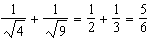 1/√4 + 1/√9 = 1/2 + 1/3 = 5/6